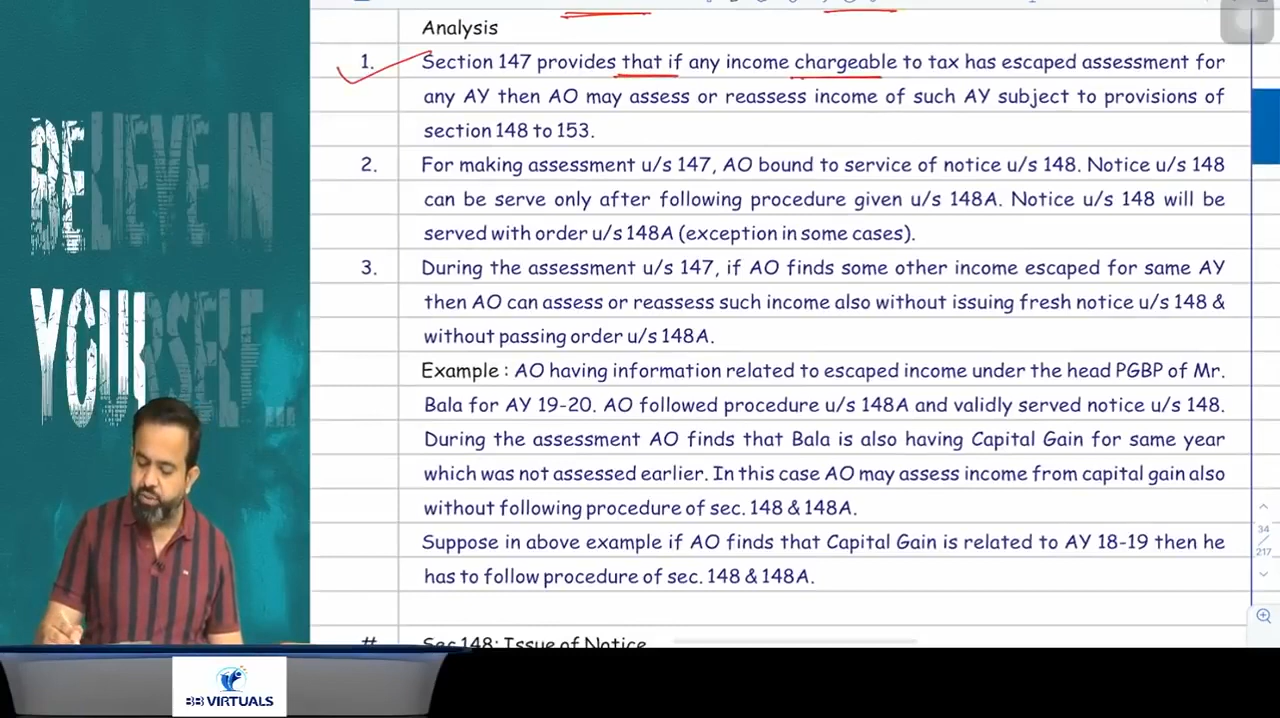 Analysis
1. Section 147 provides that if any income chargeable to tax has escaped assessment for
any AY then AO may assess or reassess income of such AY subject to provisions of
section 148 to 153.
2. For making assessment u/s 147, AO bound to service of notice u/s 148. Notice u/s 148
can be serve only after following procedure given u/s 148A. Notice u/s 148 will be
served with order u/s 148A (exception in some cases).
3. During the assessment u/s 147, if AO finds some other income escaped for same AY
then AO can assess or reassess such income also without issuing fresh notice u/s 148 &
without passing order u/s 148A.
Example : AO having information related to escaped income under the head PGBP of Mr.
Bala for AY 19-20. AO followed procedure u/s 148A and validly served notice u/s 148.
During the assessment AO finds that Bala is also having Capital Gain for same year
which was not assessed earlier. In this case AO may assess income from capital gain also
without following procedure of sec. 148 & 148A.
Suppose in above example if AO finds that Capital Gain is related to AY 18-19 then he
has to follow procedure of sec. 148 & 148A.
# Sec 148: Issue of Notice
BELIEVE IN
YOURSELF...
34
/
217
BB VIRTUALS